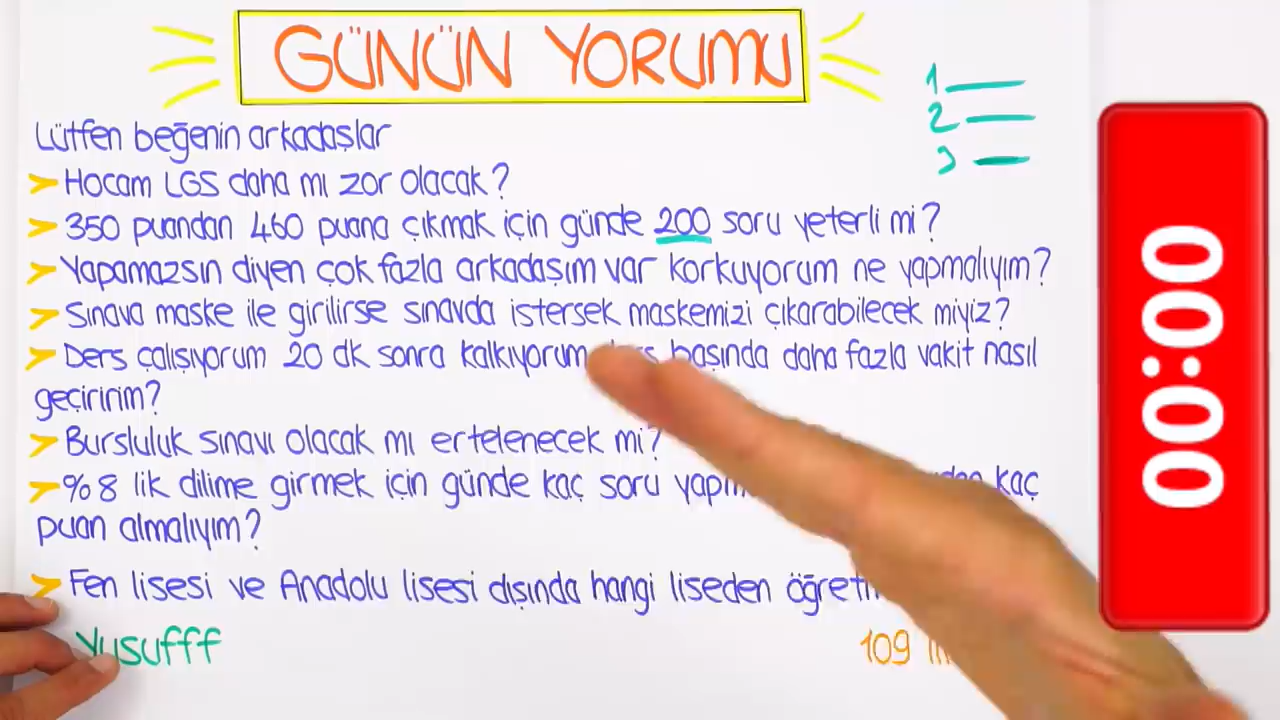 GÜNÜN YORUMU
1
2
3
Lütfen beğenin arkadaşlar
➤ Hocam LGS daha mı zor olacak?
➤ 350 puandan 460 puana çıkmak için günde 200 soru yeterli mi?
➤ Yapamazsın diyen çok fazla arkadaşım var korkuyorum ne yapmalıyım?
➤ Sınava maske ile girilirse sınavda istersek maskemizi çıkarabilecek miyiz?
➤ Ders çalışıyorum 20 dk sonra kalkıyorum başında daha fazla vakit nasıl
geçiririm?
➤ Bursluluk sınavı olacak mı ertelenecek mi?
➤ %8 lik dilime girmek için günde kaç soru kaç
puan almalıyım?
➤ Fen lisesi ve Anadolu lisesi dışında hangi liseden
Yusufff
109
00:00